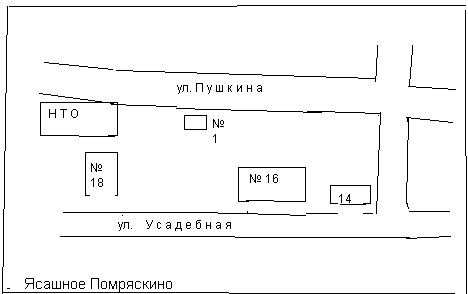 ул. Пушкина
НТО
№
1
№
18
№ 16
14
ул. Усадебная
Ясашное Помряскино